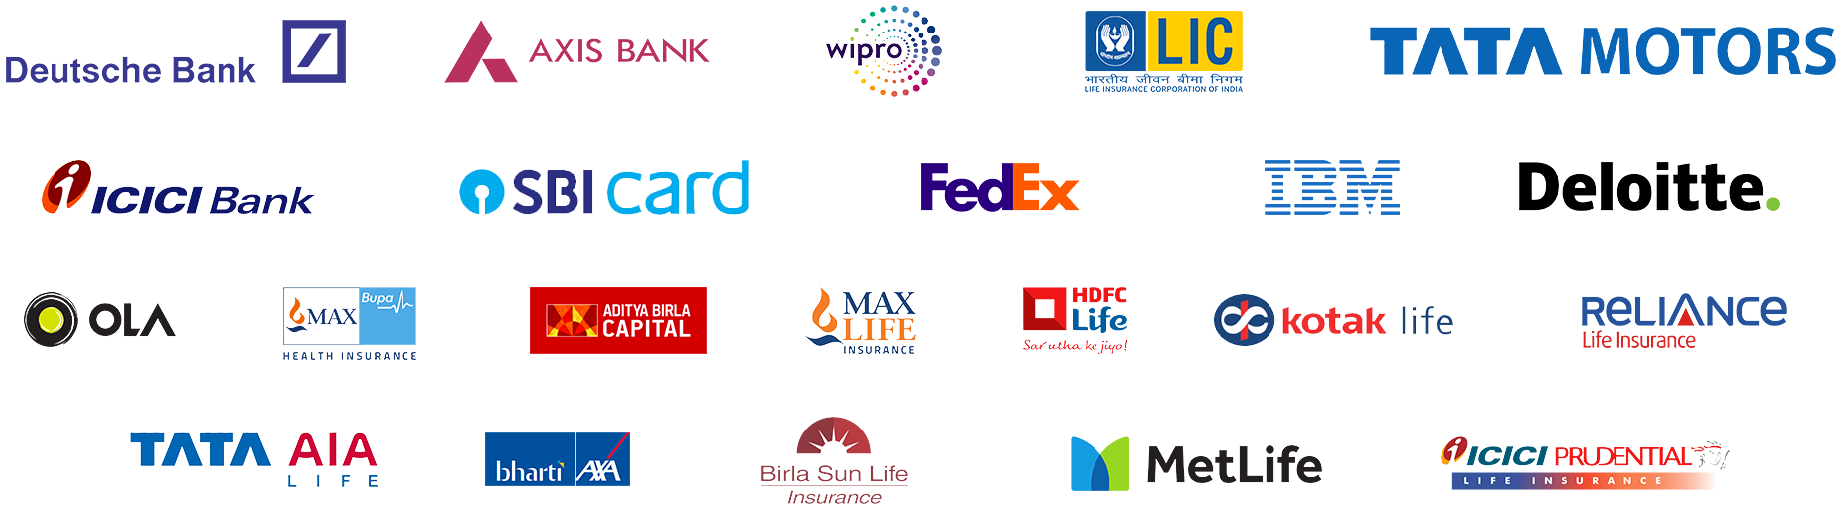 Deutsche Bank
AXIS BANK
wipro
LIC
भारतीय जीवन बीमा निगम
LIFE INSURANCE CORPORATION OF INDIA
TATA MOTORS
ICICI Bank
SBI card
FedEx
IBM
Deloitte.
OLA
MAX
Bupa
HEALTH INSURANCE
ADITYA BIRLA
CAPITAL
MAX
LIFE
INSURANCE
HDFC
Life
Sar utha ke jiyo!
kotak life
RELIANCE
Life Insurance
TATA AIA
LIFE
bharti AXA
Birla Sun Life
Insurance
MetLife
ICICI PRUDENTIAL
LIFE INSURANCE